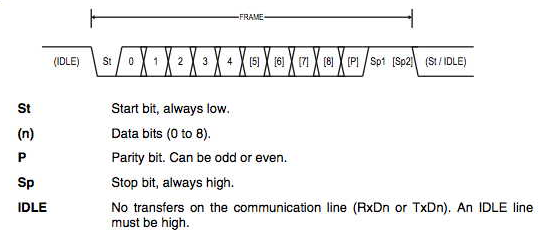 FRAME
(IDLE) St 0 1 2 3 4 [5] [6] [7] [8] [P] Sp1 [Sp2] (St / IDLE)
St Start bit, always low.
(n) Data bits (0 to 8).
P Parity bit. Can be odd or even.
Sp Stop bit, always high.
IDLE No transfers on the communication line (RxDn or TxDn). An IDLE line
must be high.